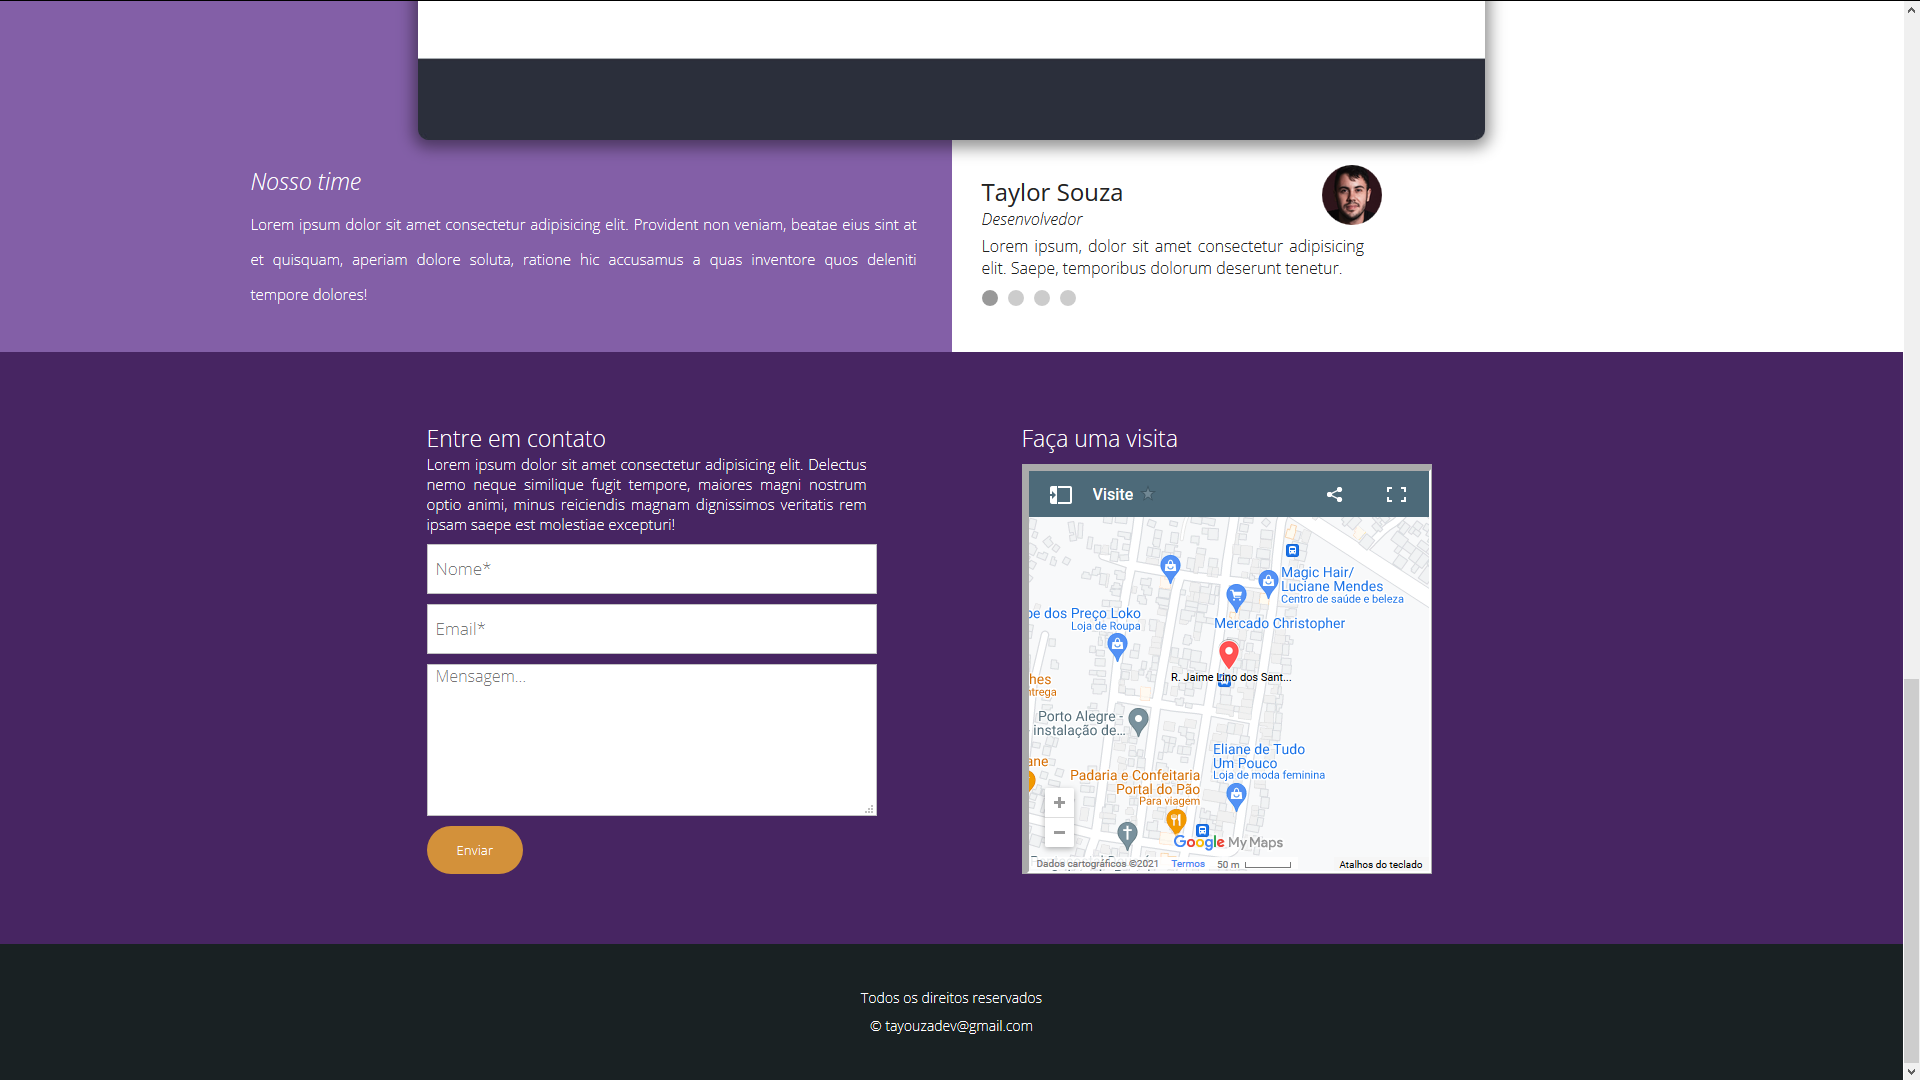 Nosso time
Lorem ipsum dolor sit amet consectetur adipisicing elit. Provident non veniam, beatae eius sint at
et quisquam, aperiam dolore soluta, ratione hic accusamus a quas inventore quos deleniti
tempore dolores!
Taylor Souza
Desenvolvedor
Lorem ipsum, dolor sit amet consectetur adipisicing
elit. Saepe, temporibus dolorum deserunt tenetur.
Entre em contato
Lorem ipsum dolor sit amet consectetur adipisicing elit. Delectus
nemo neque similique fugit tempore, maiores magni nostrum
optio animi, minus reiciendis magnam dignissimos veritatis rem
ipsam saepe est molestiae excepturi!
Nome*
Email*
Mensagem...
Enviar
Faça uma visita
Visite
Magic Hair/
Luciane Mendes
Centro de saúde e beleza
pe dos Preço Loko
Loja de Roupa
Mercado Christopher
R. Jaime Lino dos Sant...
hes
ntrega
Porto Alegre -
instalação de...
Eliane de Tudo
Um Pouco
Loja de moda feminina
ane
Padaria e Confeitaria
Portal do Pão
Para viagem
+
−
Google My Maps
Dados cartográficos ©2021
Termos
50 m
Atalhos do teclado
Todos os direitos reservados
© tayouzadev@gmail.com